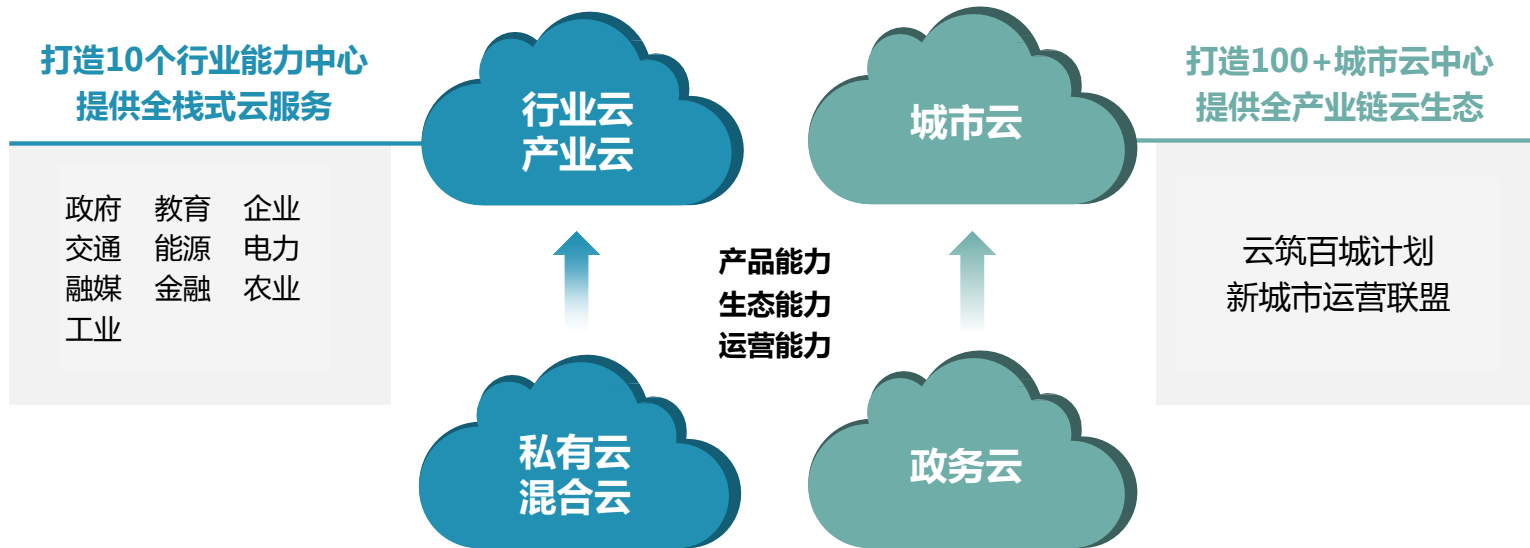 打造10个行业能力中心
提供全栈式云服务
政府 教育 企业
交通 能源 电力
融媒 金融 农业
工业
行业云
产业云
私有云
混合云
产品能力
生态能力
运营能力
城市云
政务云
打造100+城市云中心
提供全产业链云生态
云筑百城计划
新城市运营联盟